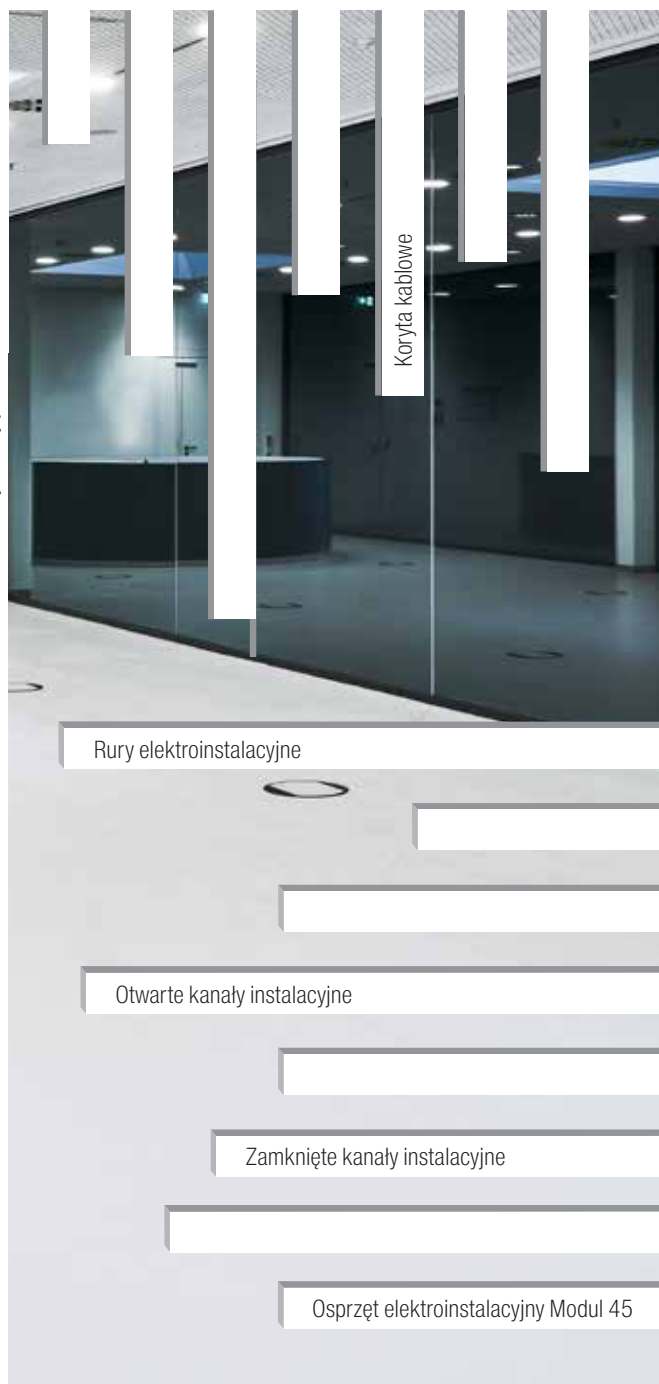 Koryta kablowe
Rury elektroinstalacyjne
Otwarte kanały instalacyjne
Zamknięte kanały instalacyjne
Osprzęt elektroinstalacyjny Modul 45